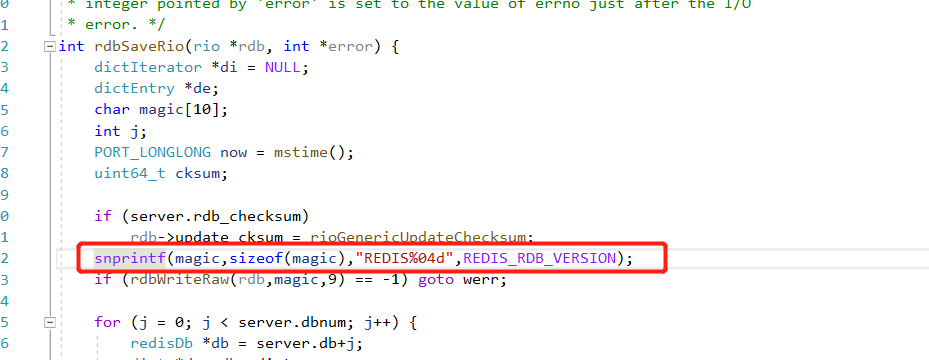 0 * integer pointed by 'error' is set to the value of errno just after the I/O
1 * error. */
2 int rdbSaveRio(rio *rdb, int *error) {
3 dictIterator *di = NULL;
4 dictEntry *de;
5 char magic[10];
6 int j;
7 PORT_LONGLONG now = mstime();
8 uint64_t cksum;
9
0 if (server.rdb_checksum)
1 rdb->update_cksum = rioGenericUpdateChecksum;
2 snprintf(magic,sizeof(magic),"REDIS%04d",REDIS_RDB_VERSION);
3 if (rdbWriteRaw(rdb,magic,9) == -1) goto werr;
4
5 for (j = 0; j < server.dbnum; j++) {
6 redisDb *db = server.db+j;